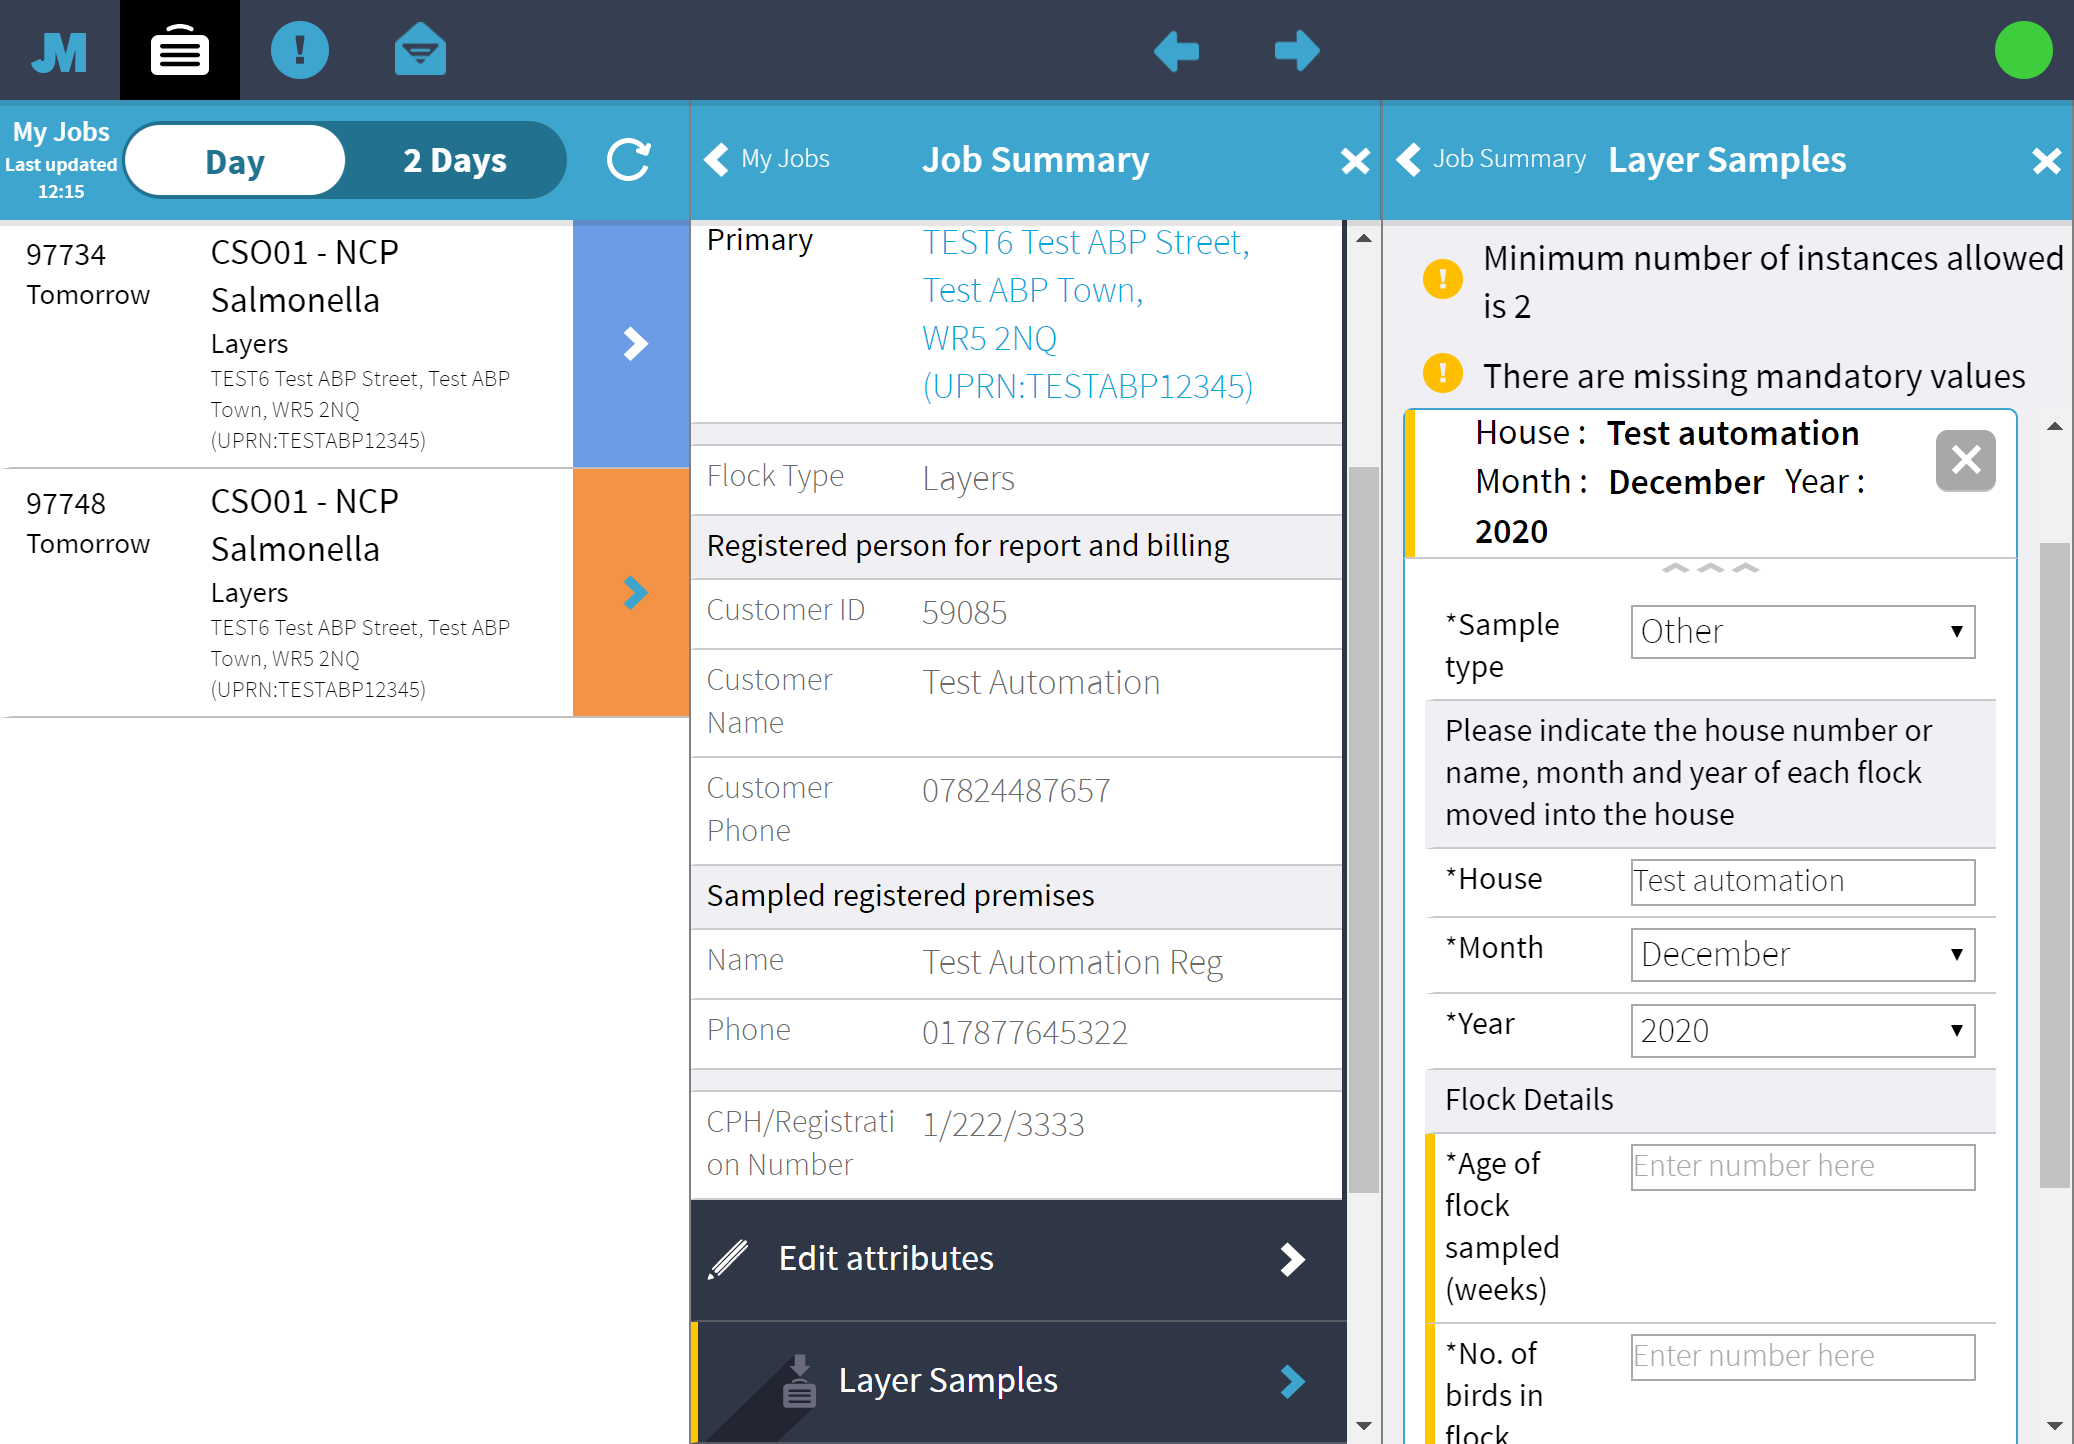 JM
My Jobs
Last updated
12:15
Day
2 Days
My Jobs
Job Summary
Job Summary
Layer Samples
97734
Tomorrow
CSO01 - NCP
Salmonella
Layers
TEST6 Test ABP Street, Test ABP
Town, WR5 2NQ
(UPRN:TESTABP12345)
97748
Tomorrow
CSO01 - NCP
Salmonella
Layers
TEST6 Test ABP Street, Test ABP
Town, WR5 2NQ
(UPRN:TESTABP12345)
Primary
TEST6 Test ABP Street,
Test ABP Town,
WR5 2NQ
(UPRN:TESTABP12345)
Flock Type
Layers
Registered person for report and billing
Customer ID
59085
Customer
Name
Test Automation
Customer
Phone
07824487657
Sampled registered premises
Name
Test Automation Reg
Phone
017877645322
CPH/Registrati
on Number
1/222/3333
Edit attributes
Layer Samples
Minimum number of instances allowed
is 2
There are missing mandatory values
House : Test automation
Month : December Year :
2020
*Sample
type
Other
Please indicate the house number or
name, month and year of each flock
moved into the house
*House
Test automation
*Month
December
*Year
2020
Flock Details
*Age of
flock
sampled
(weeks)
Enter number here
*No. of
birds in
flock
Enter number here